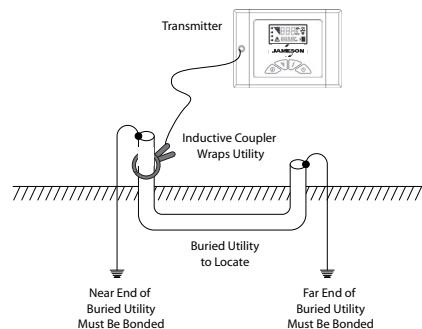 Transmitter
JAMESON
Inductive Coupler
Wraps Utility
Buried Utility
to Locate
Near End of
Buried Utility
Must Be Bonded
Far End of
Buried Utility
Must Be Bonded